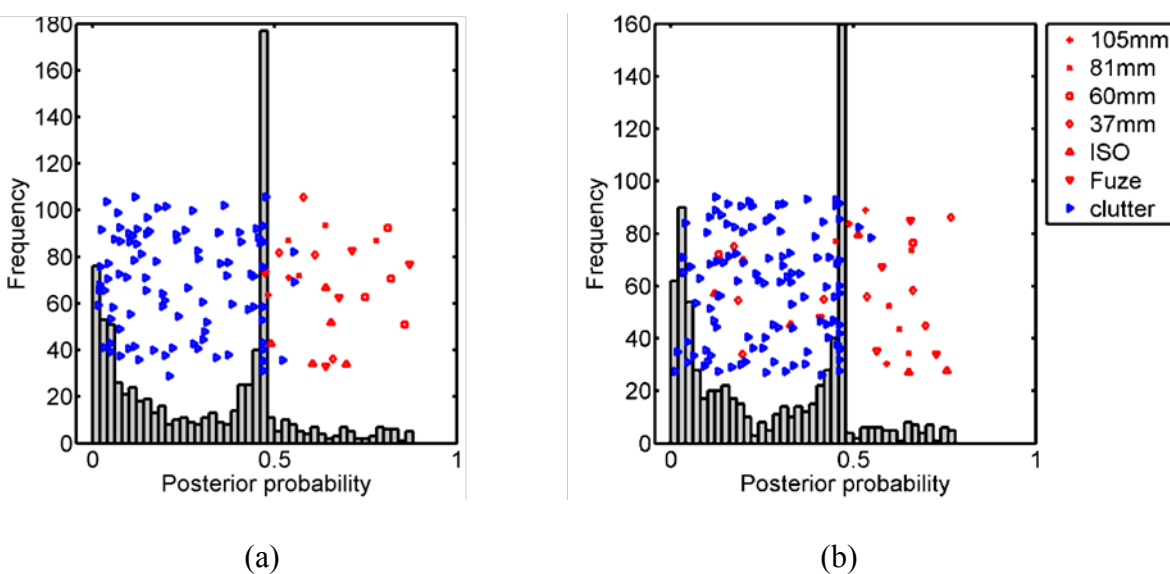 180
160
140
120
100
80
60
40
20
0
Frequency
0
0.5
1
Posterior probability
(a)
160
140
120
100
80
60
40
20
0
Frequency
0
0.5
1
Posterior probability
(b)
105mm
81mm
60mm
37mm
ISO
Fuze
clutter